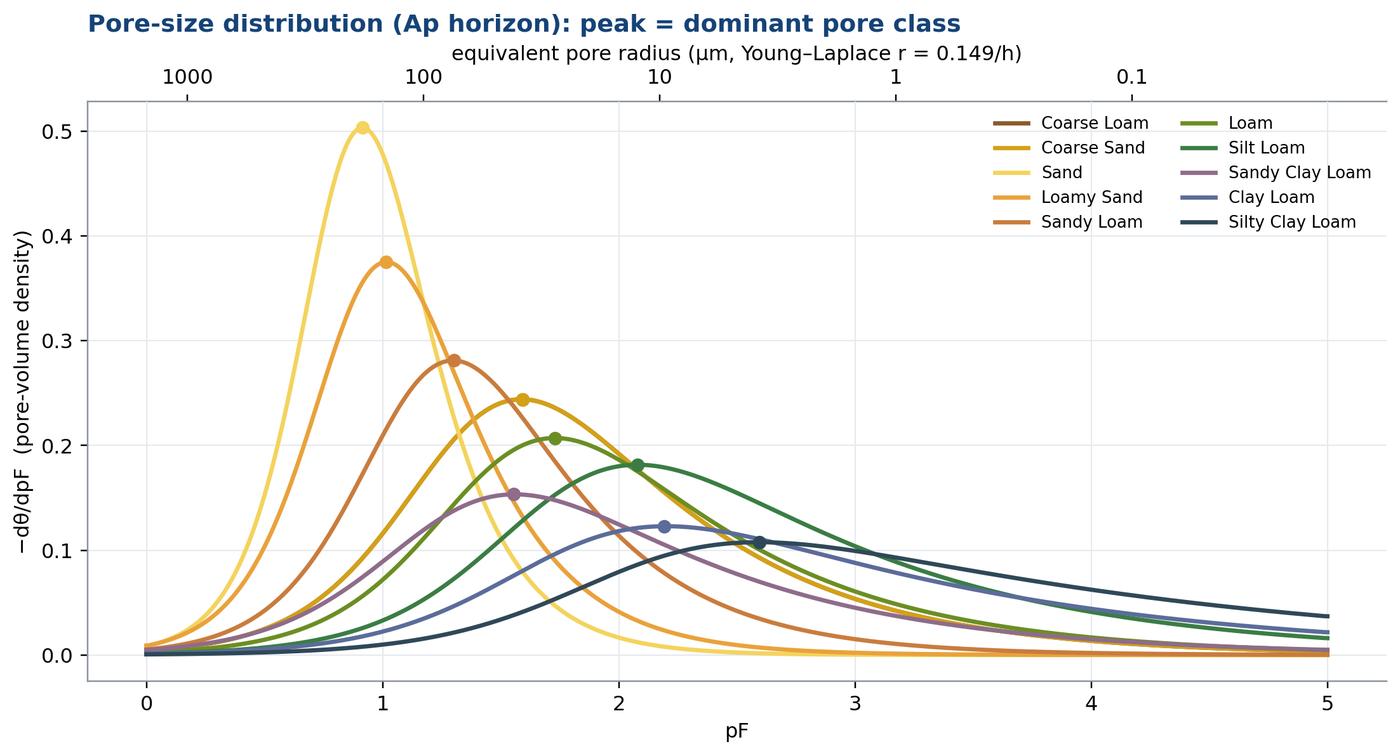 Pore-size distribution (Ap horizon): peak = dominant pore class
equivalent pore radius (µm, Young–Laplace r = 0.149/h)
1000 100 10 1 0.1
−dθ/dpF (pore-volume density)
0.5
0.4
0.3
0.2
0.1
0.0
Coarse Loam
Coarse Sand
Sand
Loamy Sand
Sandy Loam
Loam
Silt Loam
Sandy Clay Loam
Clay Loam
Silty Clay Loam
0 1 2 3 4 5
pF